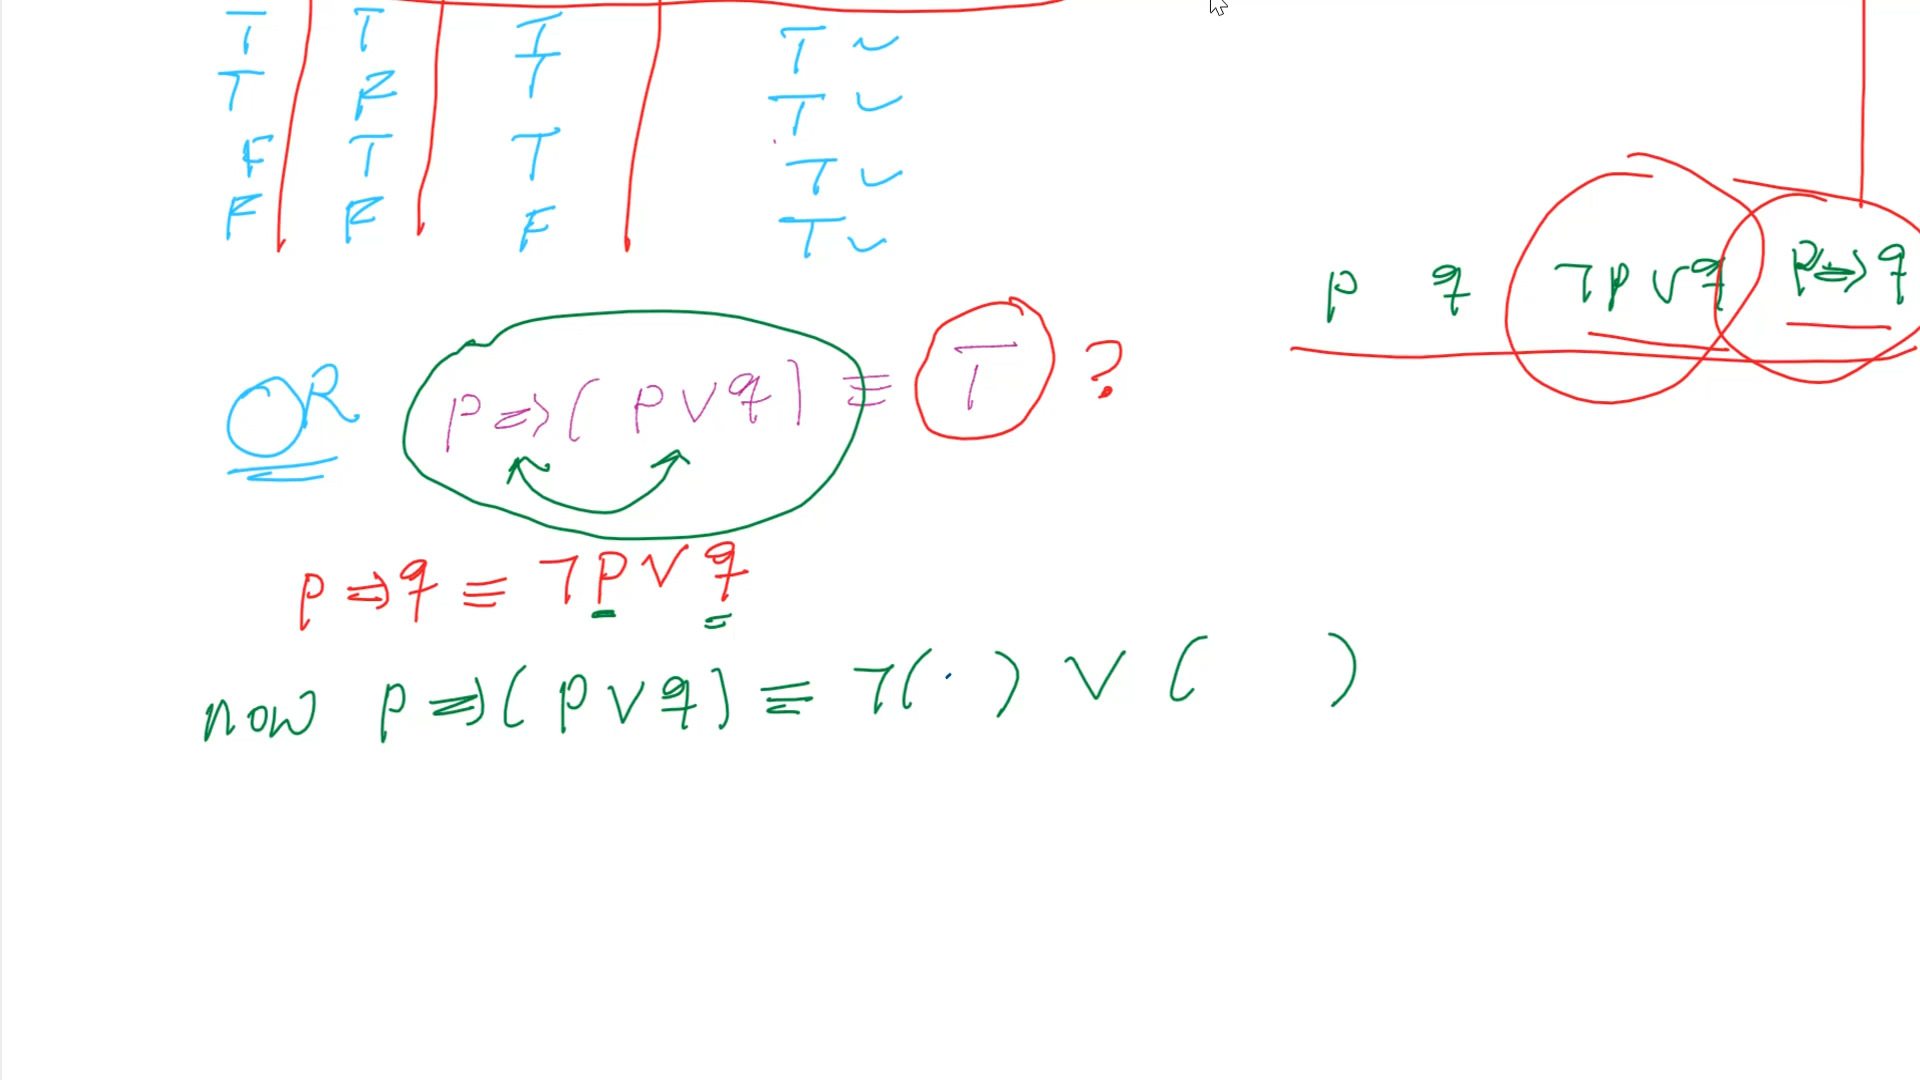 T T T T ✓
T F T T ✓
F T T T ✓
F F F T ✓
p q ¬p∨q p⇒q
OR p⇒(p∨q) ≡ T ?
p⇒q ≡ ¬p∨q
now p⇒(p∨q) ≡ ¬(· ) ∨ ( )